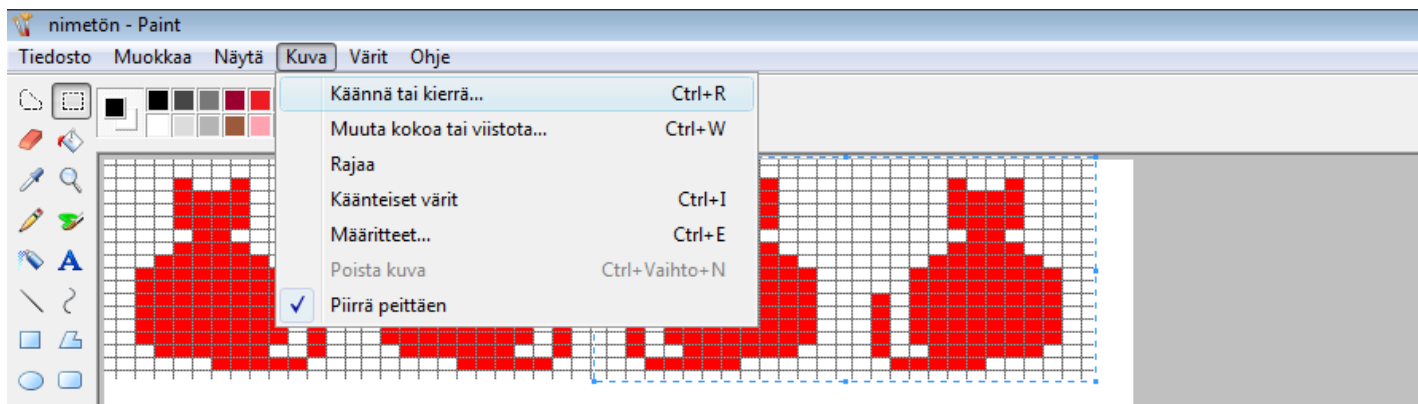 nimetön - Paint
Tiedosto Muokkaa Näytä Kuva Värit Ohje
Käännä tai kierrä... Ctrl+R
Muuta kokoa tai viistota... Ctrl+W
Rajaa
Käänteiset värit Ctrl+I
Määritteet... Ctrl+E
Poista kuva Ctrl+Vaihto+N
Piirrä peittäen
A